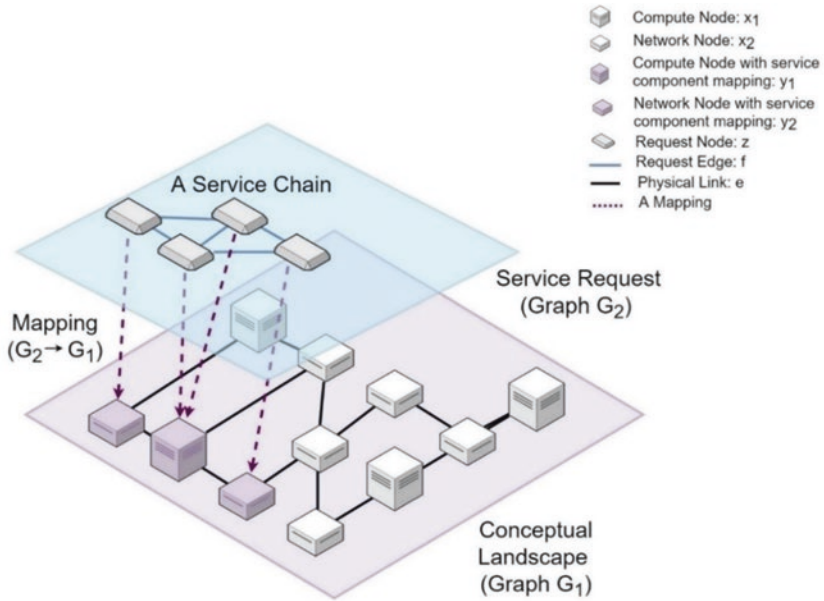 Compute Node: x1
Network Node: x2
Compute Node with service
component mapping: y1
Network Node with service
component mapping: y2
Request Node: z
Request Edge: f
Physical Link: e
A Mapping
A Service Chain
Service Request
(Graph G2)
Mapping
(G2→G1)
Conceptual
Landscape
(Graph G1)